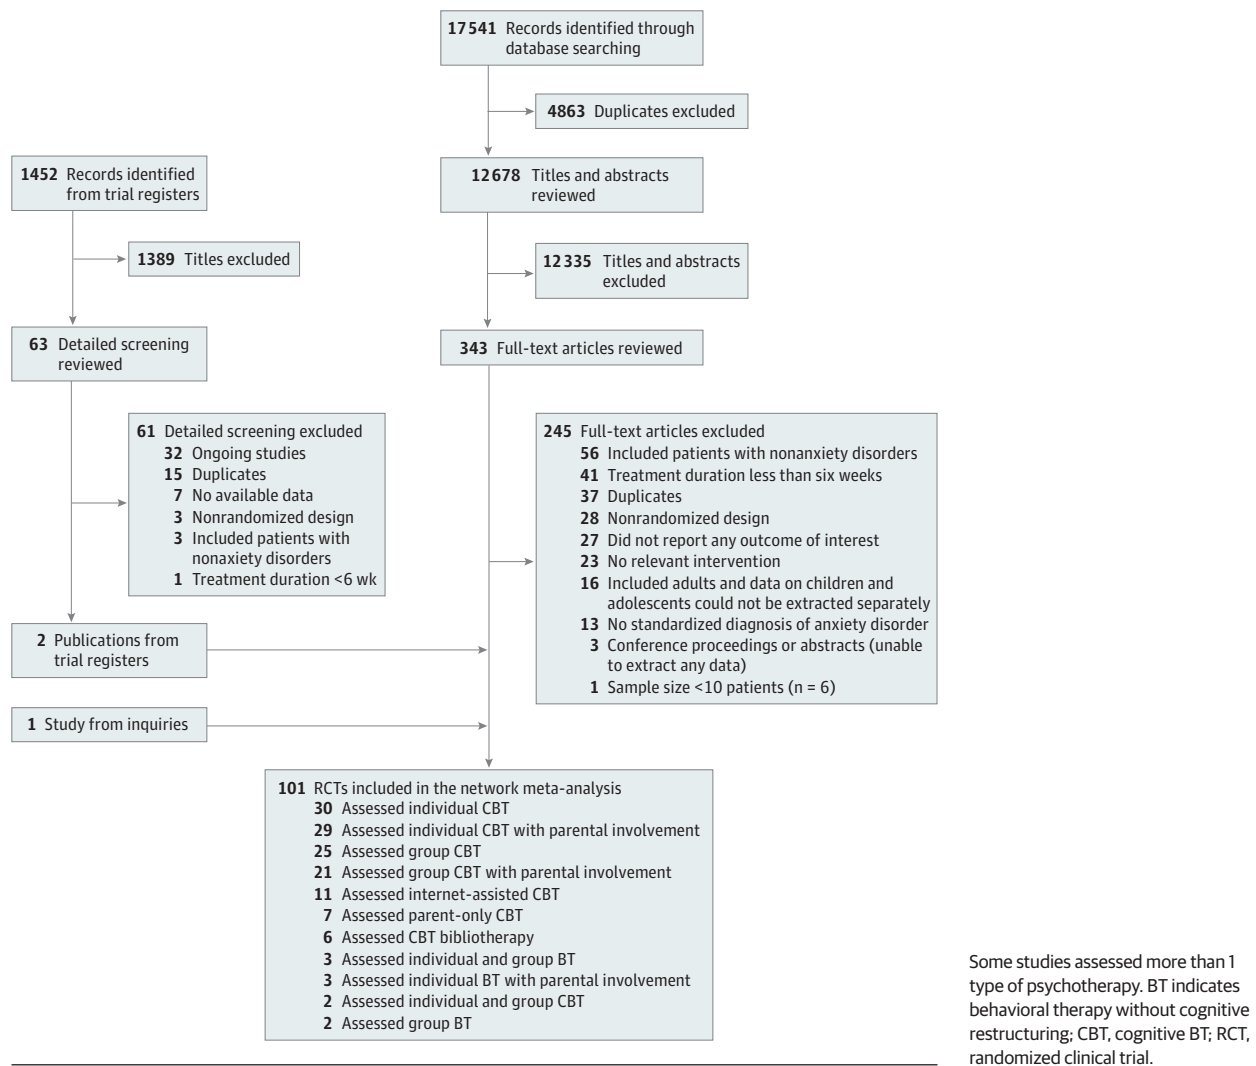 17541 Records identified through
database searching
4863 Duplicates excluded
1452 Records identified
from trial registers
12678 Titles and abstracts
reviewed
1389 Titles excluded
12335 Titles and abstracts
excluded
63 Detailed screening
reviewed
343 Full-text articles reviewed
61 Detailed screening excluded
32 Ongoing studies
15 Duplicates
7 No available data
3 Nonrandomized design
3 Included patients with
nonaxiety disorders
1 Treatment duration <6 wk
245 Full-text articles excluded
56 Included patients with nonanxiety disorders
41 Treatment duration less than six weeks
37 Duplicates
28 Nonrandomized design
27 Did not report any outcome of interest
23 No relevant intervention
16 Included adults and data on children and
adolescents could not be extracted separately
13 No standardized diagnosis of anxiety disorder
3 Conference proceedings or abstracts (unable
to extract any data)
1 Sample size <10 patients (n = 6)
2 Publications from
trial registers
1 Study from inquiries
101 RCTs included in the network meta-analysis
30 Assessed individual CBT
29 Assessed individual CBT with parental involvement
25 Assessed group CBT
21 Assessed group CBT with parental involvement
11 Assessed internet-assisted CBT
7 Assessed parent-only CBT
6 Assessed CBT bibliotherapy
3 Assessed individual and group BT
3 Assessed individual BT with parental involvement
2 Assessed individual and group CBT
2 Assessed group BT
Some studies assessed more than 1
type of psychotherapy. BT indicates
behavioral therapy without cognitive
restructuring; CBT, cognitive BT; RCT,
randomized clinical trial.